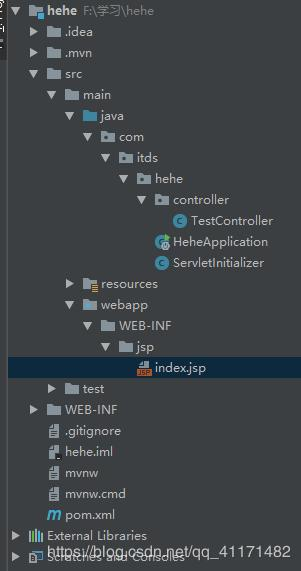 hehe F:\学习\hehe
.idea
.mvn
src
main
java
com
itds
hehe
controller
TestController
HeheApplication
ServletInitializer
resources
webapp
WEB-INF
jsp
index.jsp
test
WEB-INF
.gitignore
hehe.iml
mvnw
mvnw.cmd
pom.xml
External Libraries
Scratches and Consoles
https://blog.csdn.net/qq_41171482